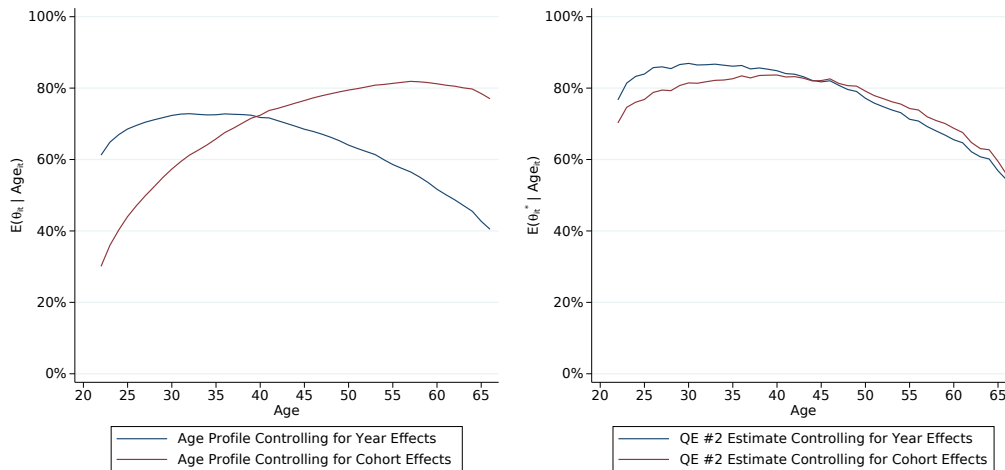 100%
80%
60%
40%
20%
0%
E(θit | Ageit)
20 25 30 35 40 45 50 55 60 65
Age
Age Profile Controlling for Year Effects
Age Profile Controlling for Cohort Effects
100%
80%
60%
40%
20%
0%
E(θit* | Ageit)
20 25 30 35 40 45 50 55 60 65
Age
QE #2 Estimate Controlling for Year Effects
QE #2 Estimate Controlling for Cohort Effects